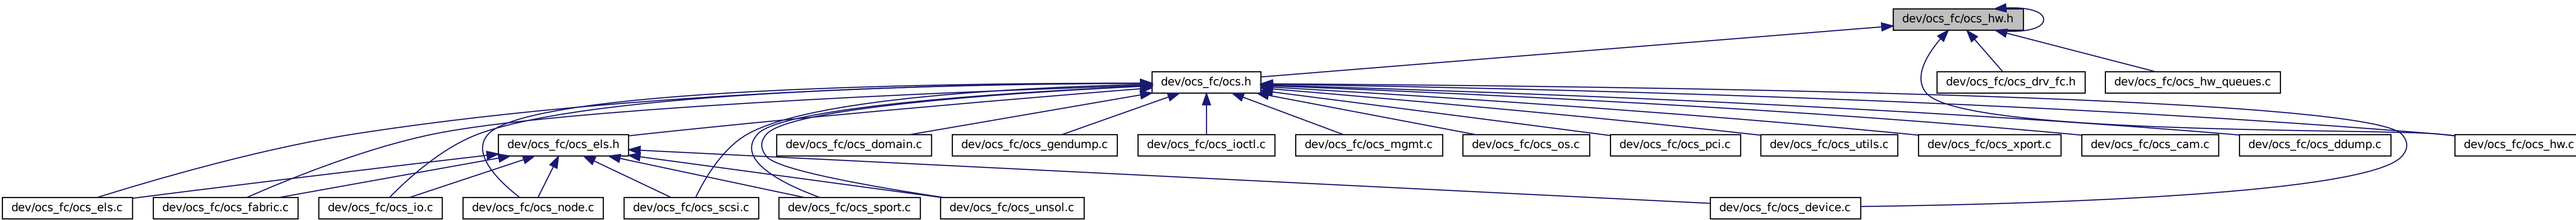 dev/ocs_fc/ocs_hw.h
dev/ocs_fc/ocs.h
dev/ocs_fc/ocs_drv_fc.h
dev/ocs_fc/ocs_hw_queues.c
dev/ocs_fc/ocs_els.h
dev/ocs_fc/ocs_domain.c
dev/ocs_fc/ocs_gendump.c
dev/ocs_fc/ocs_ioctl.c
dev/ocs_fc/ocs_mgmt.c
dev/ocs_fc/ocs_os.c
dev/ocs_fc/ocs_pci.c
dev/ocs_fc/ocs_utils.c
dev/ocs_fc/ocs_xport.c
dev/ocs_fc/ocs_cam.c
dev/ocs_fc/ocs_ddump.c
dev/ocs_fc/ocs_hw.c
dev/ocs_fc/ocs_els.c
dev/ocs_fc/ocs_fabric.c
dev/ocs_fc/ocs_io.c
dev/ocs_fc/ocs_node.c
dev/ocs_fc/ocs_scsi.c
dev/ocs_fc/ocs_sport.c
dev/ocs_fc/ocs_unsol.c
dev/ocs_fc/ocs_device.c